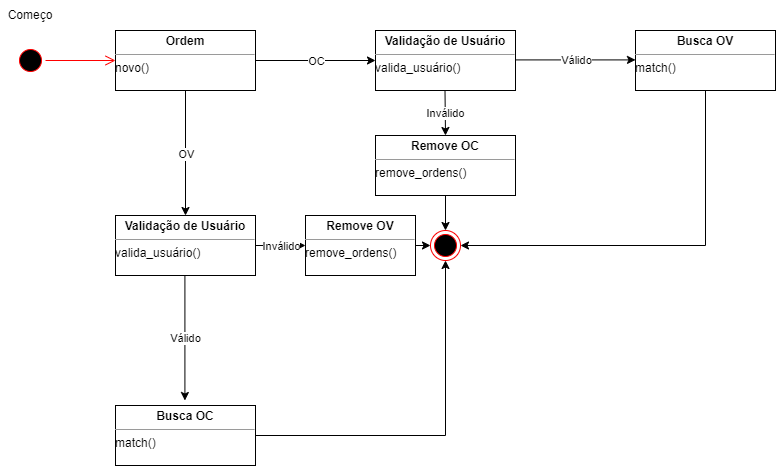 Começo
Ordem
novo()
OC
Validação de Usuário
valida_usuário()
Válido
Busca OV
match()
Inválido
Remove OC
remove_ordens()
OV
Validação de Usuário
valida_usuário()
Inválido
Remove OV
remove_ordens()
Válido
Busca OC
match()